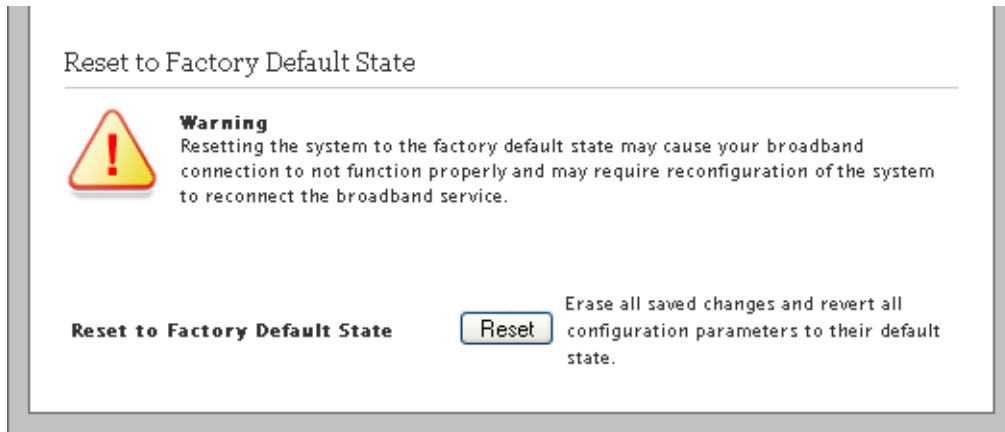 Reset to Factory Default State
Warning
Resetting the system to the factory default state may cause your broadband
connection to not function properly and may require reconfiguration of the system
to reconnect the broadband service.
Reset to Factory Default State
Reset
Erase all saved changes and revert all
configuration parameters to their default
state.